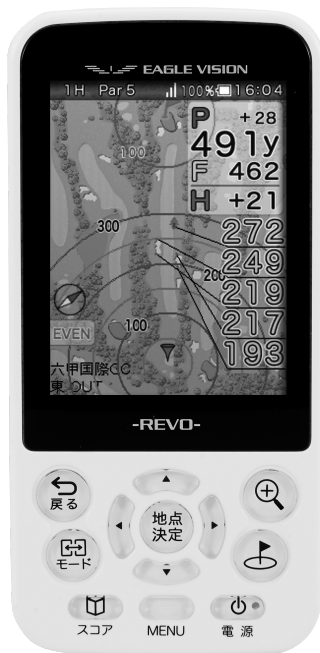 EAGLE VISION
1H Par5 100% 16:04
P +28
491y
F 462
H +21
100
300
272
249
200
219
217
193
EVEN
100
六甲国際GC
東 OUT
-REVO-
戻る
地点
決定
モード
スコア
MENU
電源